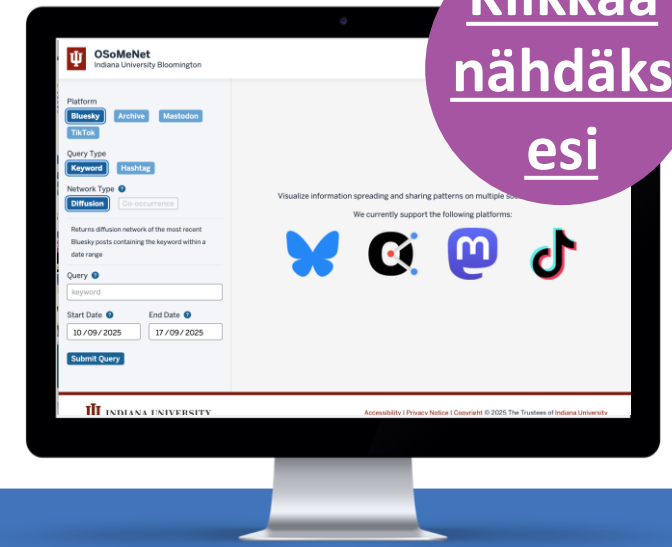 Klikkaa
nähdäks
esi
OSoMeNet
Indiana University Bloomington
Platform
Bluesky Archive Mastodon
TikTok
Query Type
Keyword Hashtag
Network Type ?
Diffusion Co-occurrence
Returns diffusion network of the most recent
Bluesky posts containing the keyword within a
date range
Query ?
keyword
Start Date ? End Date ?
10/09/2025 17/09/2025
Submit Query
Visualize information spreading and sharing patterns on multiple
We currently support the following platforms:
INDIANA UNIVERSITY
Accessibility | Privacy Notice | Copyright © 2025 The Trustees of Indiana University